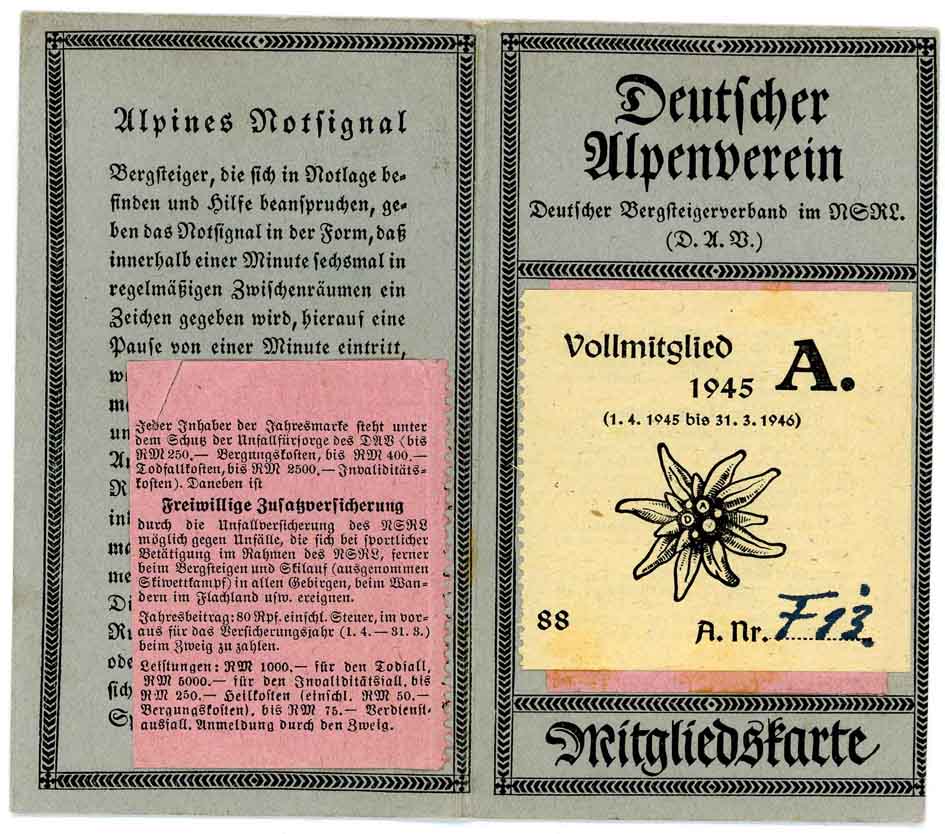 Alpines Notsignal
Bergsteiger, die sich in Notlage be-
finden und Hilfe beanspruchen, ge-
ben das Notsignal in der Form, daß
innerhalb einer Minute sechsmal in
regelmäßigen Zwischenräumen ein
Zeichen gegeben wird, hierauf eine
Pause von einer Minute eintritt,
Jeder Inhaber der Jahresmarke steht unter
dem Schutz der Unfallfürsorge des DAV (bis
RM 250.— Bergungskosten, bis RM 400.—
Todfallkosten, bis RM 2500.— Invaliditäts-
kosten). Daneben ist
Freiwillige Zusatzversicherung
durch die Unfallversicherung des NSRL
möglich gegen Unfälle, die sich bei sportlicher
Betätigung im Rahmen des NSRL, ferner
beim Bergsteigen und Skilauf (ausgenommen
Skiwettkampf) in allen Gebirgen, beim Wan-
dern im Flachland usw. ereignen.
Jahresbeitrag: 80 Rpf. einschl. Steuer, im vor-
aus für das Versicherungsjahr (1. 4. — 31. 3.)
beim Zweig zu zahlen.
Leistungen: RM 1000.— für den Todfall,
RM 5000.— für den Invaliditätsfall, bis
RM 250.— Heilkosten (einschl. RM 50.—
Bergungskosten), bis RM 75.— Verdienst-
ausfall. Anmeldung durch den Zweig.
Deutscher
Alpenverein
Deutscher Bergsteigerverband im NSRL.
(D. A. V.)
Vollmitglied A.
1945
(1. 4. 1945 bis 31. 3. 1946)
D A V
88
A. Nr. F 93
Mitgliedskarte